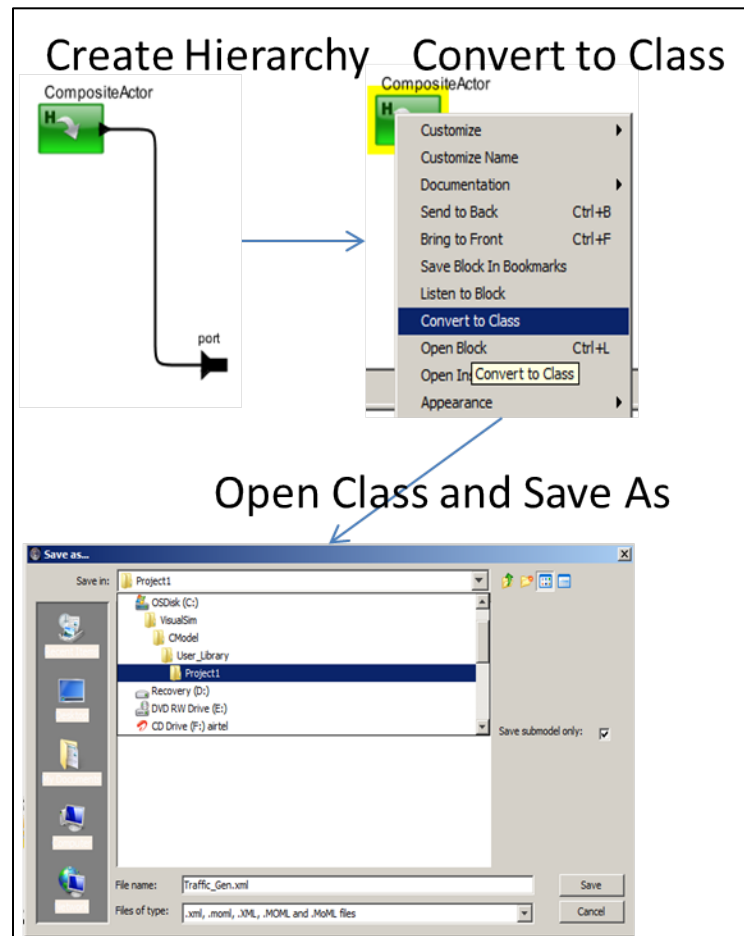 Create Hierarchy
Convert to Class
CompositeActor
H
port
CompositeActor
H
Customize
Customize Name
Documentation
Send to Back Ctrl+B
Bring to Front Ctrl+F
Save Block In Bookmarks
Listen to Block
Convert to Class
Open Block Ctrl+L
Open In
Convert to Class
Appearance
Open Class and Save As
Save as...
Save in: Project1
OSDisk (C:)
VisualSim
CModel
User_Library
Project1
Recovery (D:)
DVD RW Drive (E:)
CD Drive (F:) airtel
Save submodel only:
File name: Traffic_Gen.xml Save
Files of type: .xml, .moml, .XML, .MOML and .MoML files Cancel